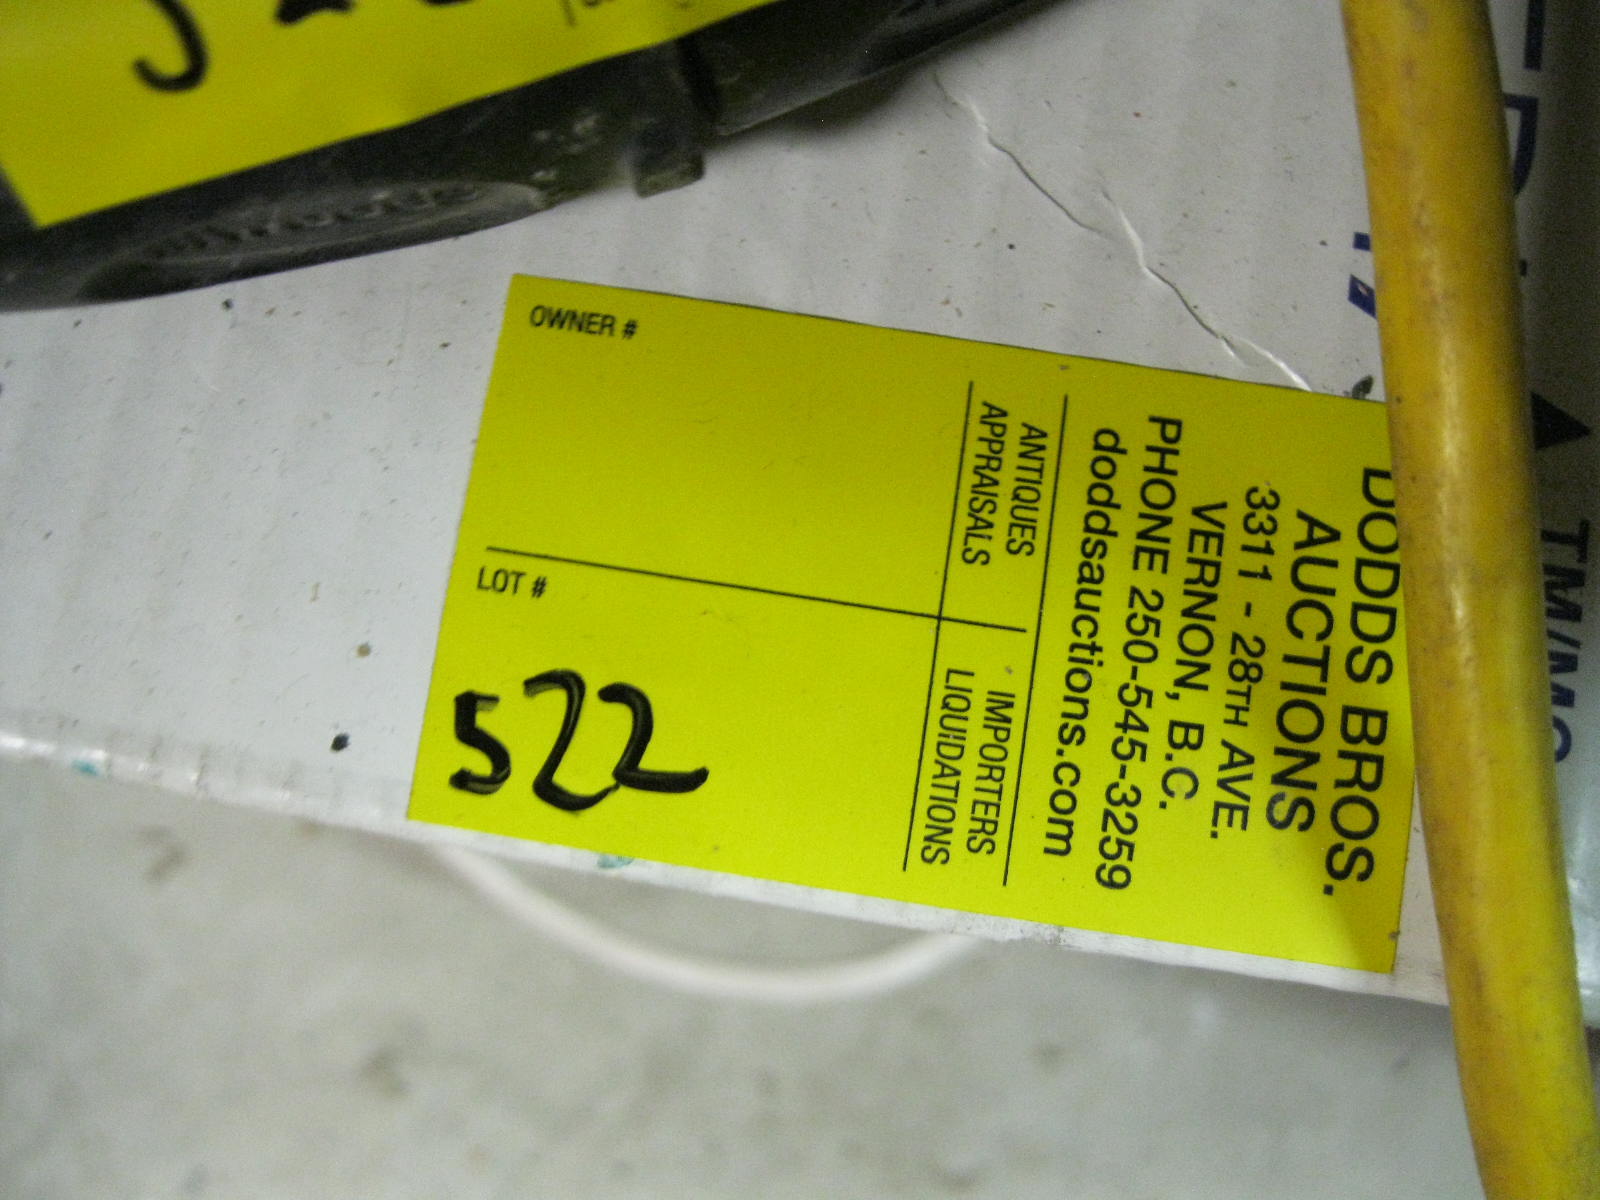 DODDS BROS.
AUCTIONS
3311 - 28TH AVE.
VERNON, B.C.
PHONE 250-545-3259
doddsauctions.com
ANTIQUES IMPORTERS
APPRAISALS LIQUIDATIONS
OWNER #
LOT #
522